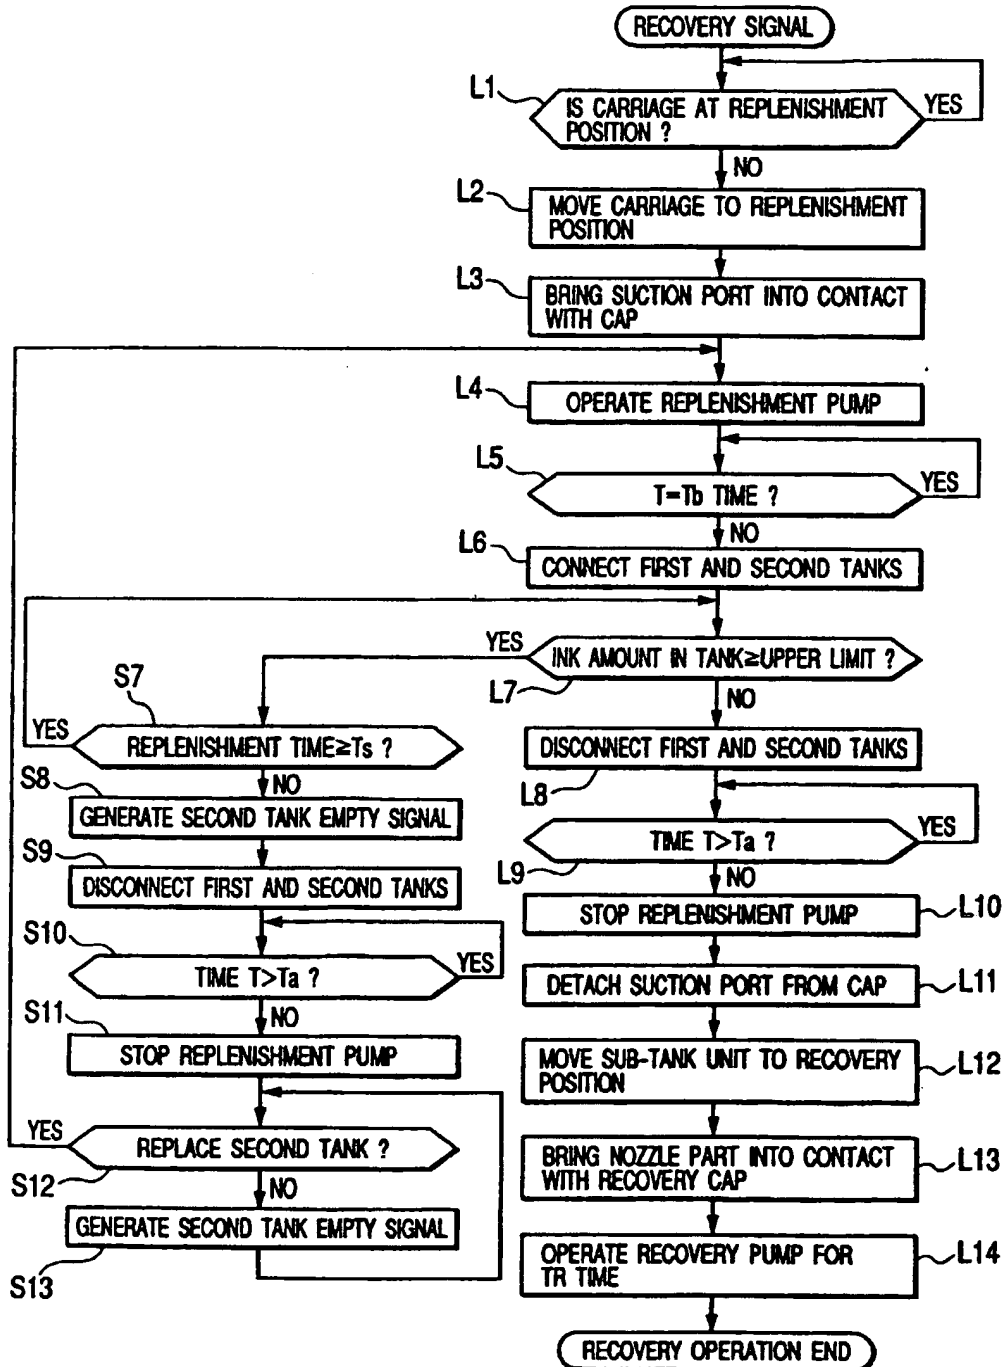 RECOVERY SIGNAL
L1
IS CARRIAGE AT REPLENISHMENT
POSITION ?
YES
NO
L2
MOVE CARRIAGE TO REPLENISHMENT
POSITION
L3
BRING SUCTION PORT INTO CONTACT
WITH CAP
L4
OPERATE REPLENISHMENT PUMP
L5
T=Tb TIME ?
YES
NO
L6
CONNECT FIRST AND SECOND TANKS
YES
INK AMOUNT IN TANK≥UPPER LIMIT ?
L7
NO
DISCONNECT FIRST AND SECOND TANKS
L8
TIME T>Ta ?
YES
L9
NO
STOP REPLENISHMENT PUMP
L10
DETACH SUCTION PORT FROM CAP
L11
MOVE SUB-TANK UNIT TO RECOVERY
POSITION
L12
BRING NOZZLE PART INTO CONTACT
WITH RECOVERY CAP
L13
OPERATE RECOVERY PUMP FOR
TR TIME
L14
RECOVERY OPERATION END
S7
YES
REPLENISHMENT TIME≥Ts ?
NO
S8
GENERATE SECOND TANK EMPTY SIGNAL
S9
DISCONNECT FIRST AND SECOND TANKS
S10
TIME T>Ta ?
YES
NO
S11
STOP REPLENISHMENT PUMP
YES
REPLACE SECOND TANK ?
S12
NO
GENERATE SECOND TANK EMPTY SIGNAL
S13